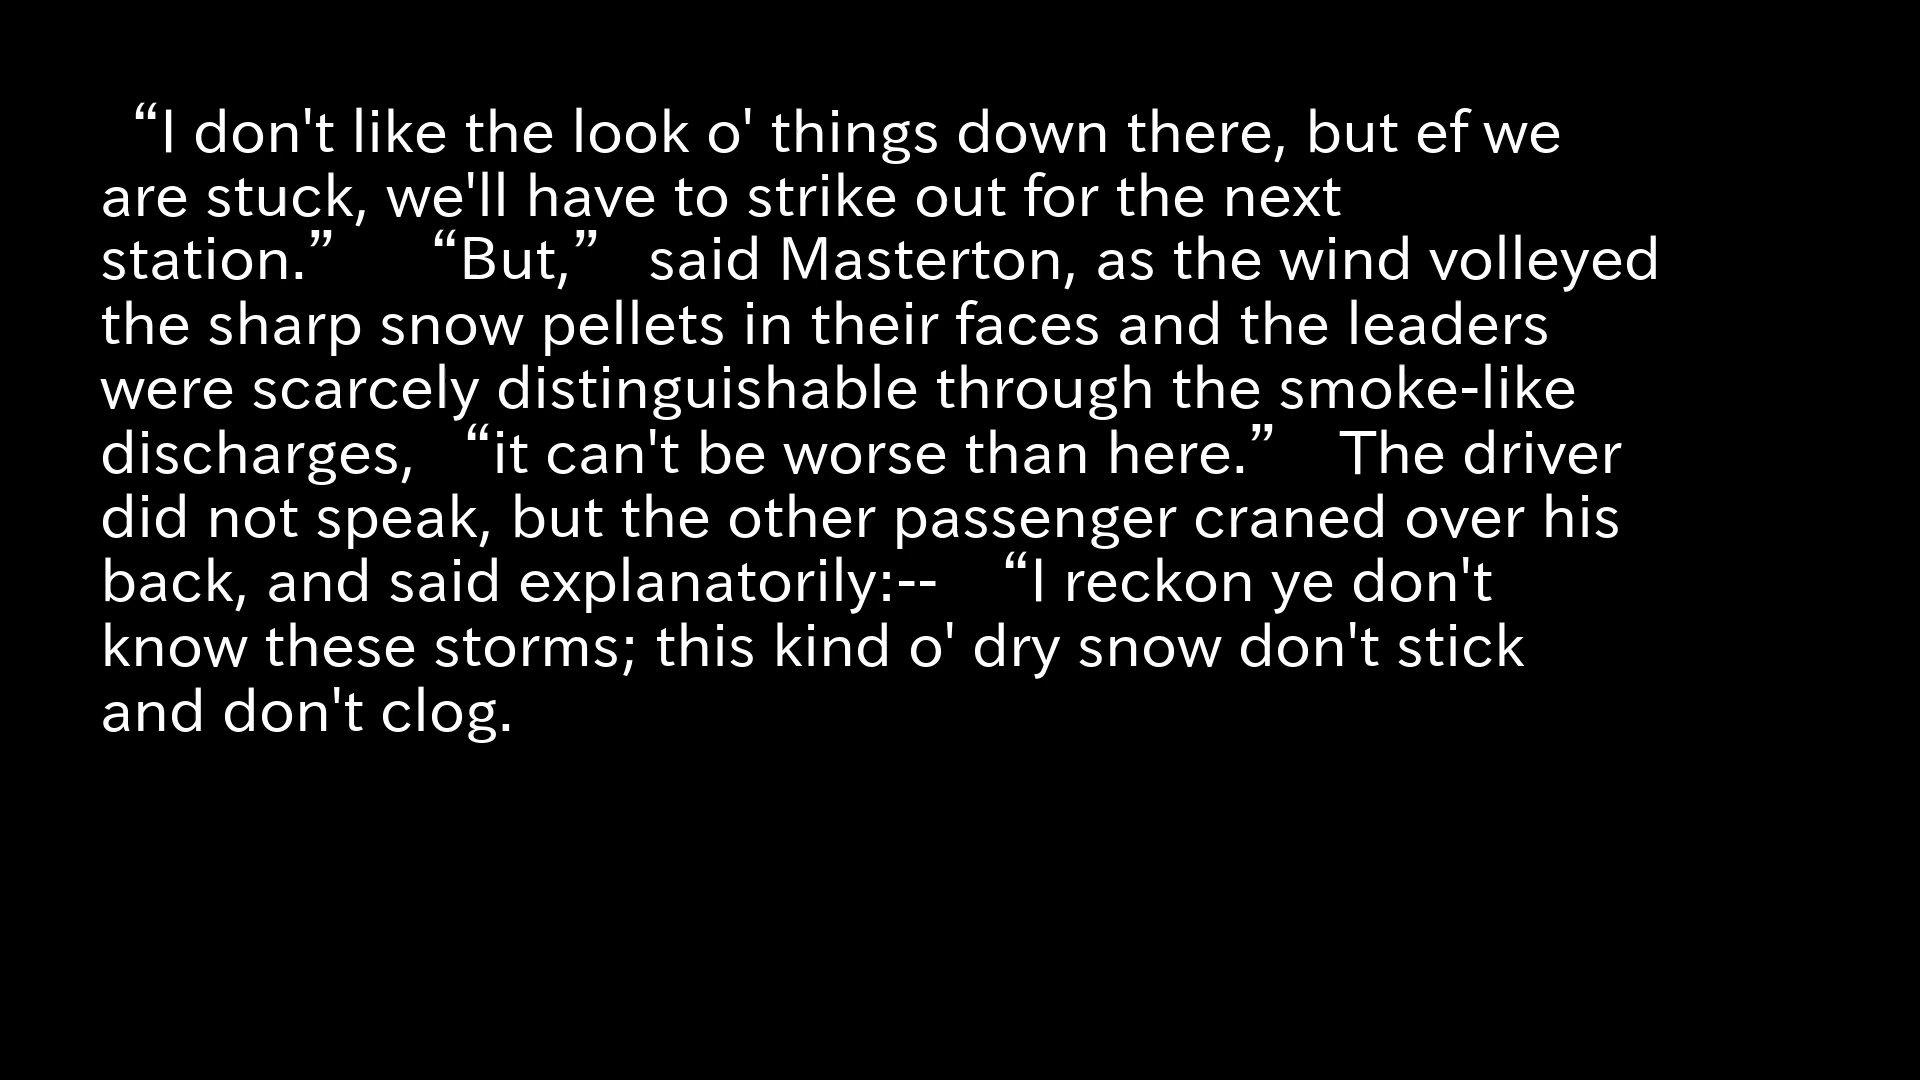 “I don't like the look o' things down there, but ef we
are stuck, we'll have to strike out for the next
station.” “But,” said Masterton, as the wind volleyed
the sharp snow pellets in their faces and the leaders
were scarcely distinguishable through the smoke-like
discharges, “it can't be worse than here.” The driver
did not speak, but the other passenger craned over his
back, and said explanatorily:-- “I reckon ye don't
know these storms; this kind o' dry snow don't stick
and don't clog.